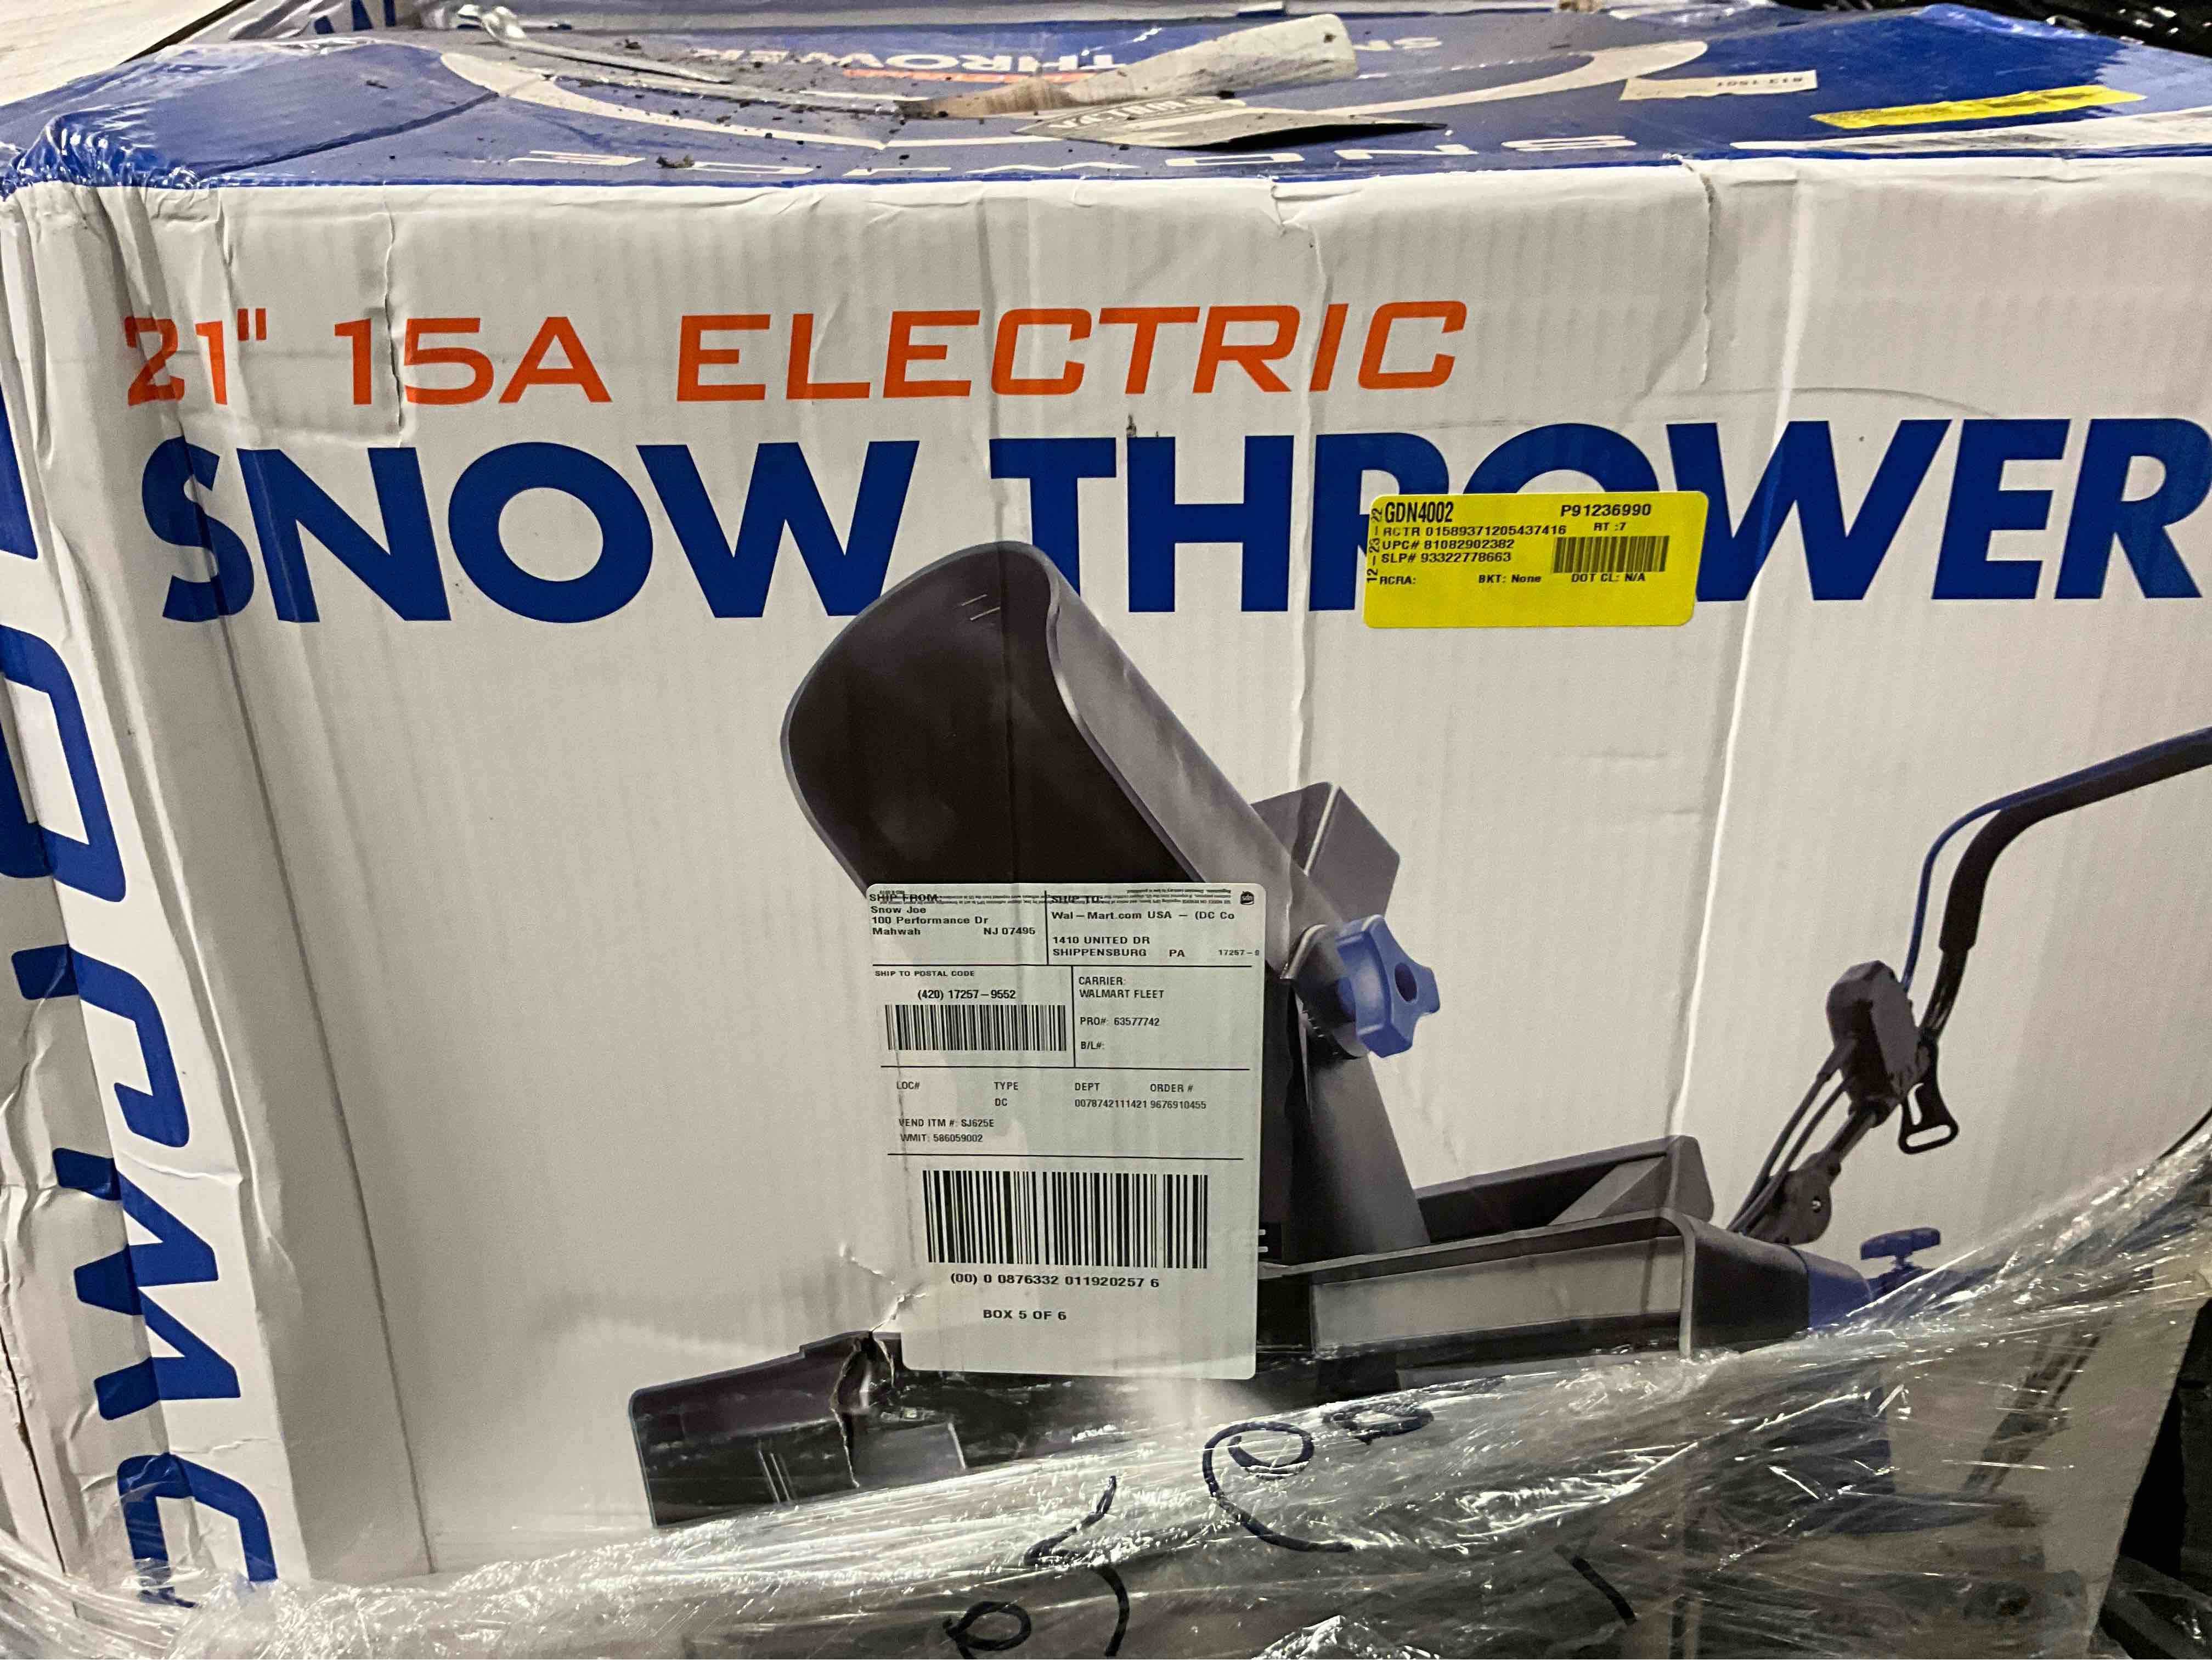 THROWER
SNOW JOE
21" 15A ELECTRIC
SNOW THROWER
GDN4002 P91236990
RCTR 01589371205437416 RT :7
UPC# 81082902382
SLP# 93322778663
RCRA: BKT: None DOT CL: N/A
12-23-22
SHIP FROM:
Snow Joe
100 Performance Dr
Mahwah NJ 07495
SHIP TO:
Wal-Mart.com USA - (DC Co
1410 UNITED DR
SHIPPENSBURG PA
SHIP TO POSTAL CODE
(420) 17257-9552
CARRIER:
WALMART FLEET
PRO#: 63577742
B/L#:
LOC# TYPE DEPT ORDER #
DC 0078742111421 9676910455
VEND ITM #: SJ625E
WMIT: 586059002
(00) 0 0876332 011920257 6
BOX 5 OF 6